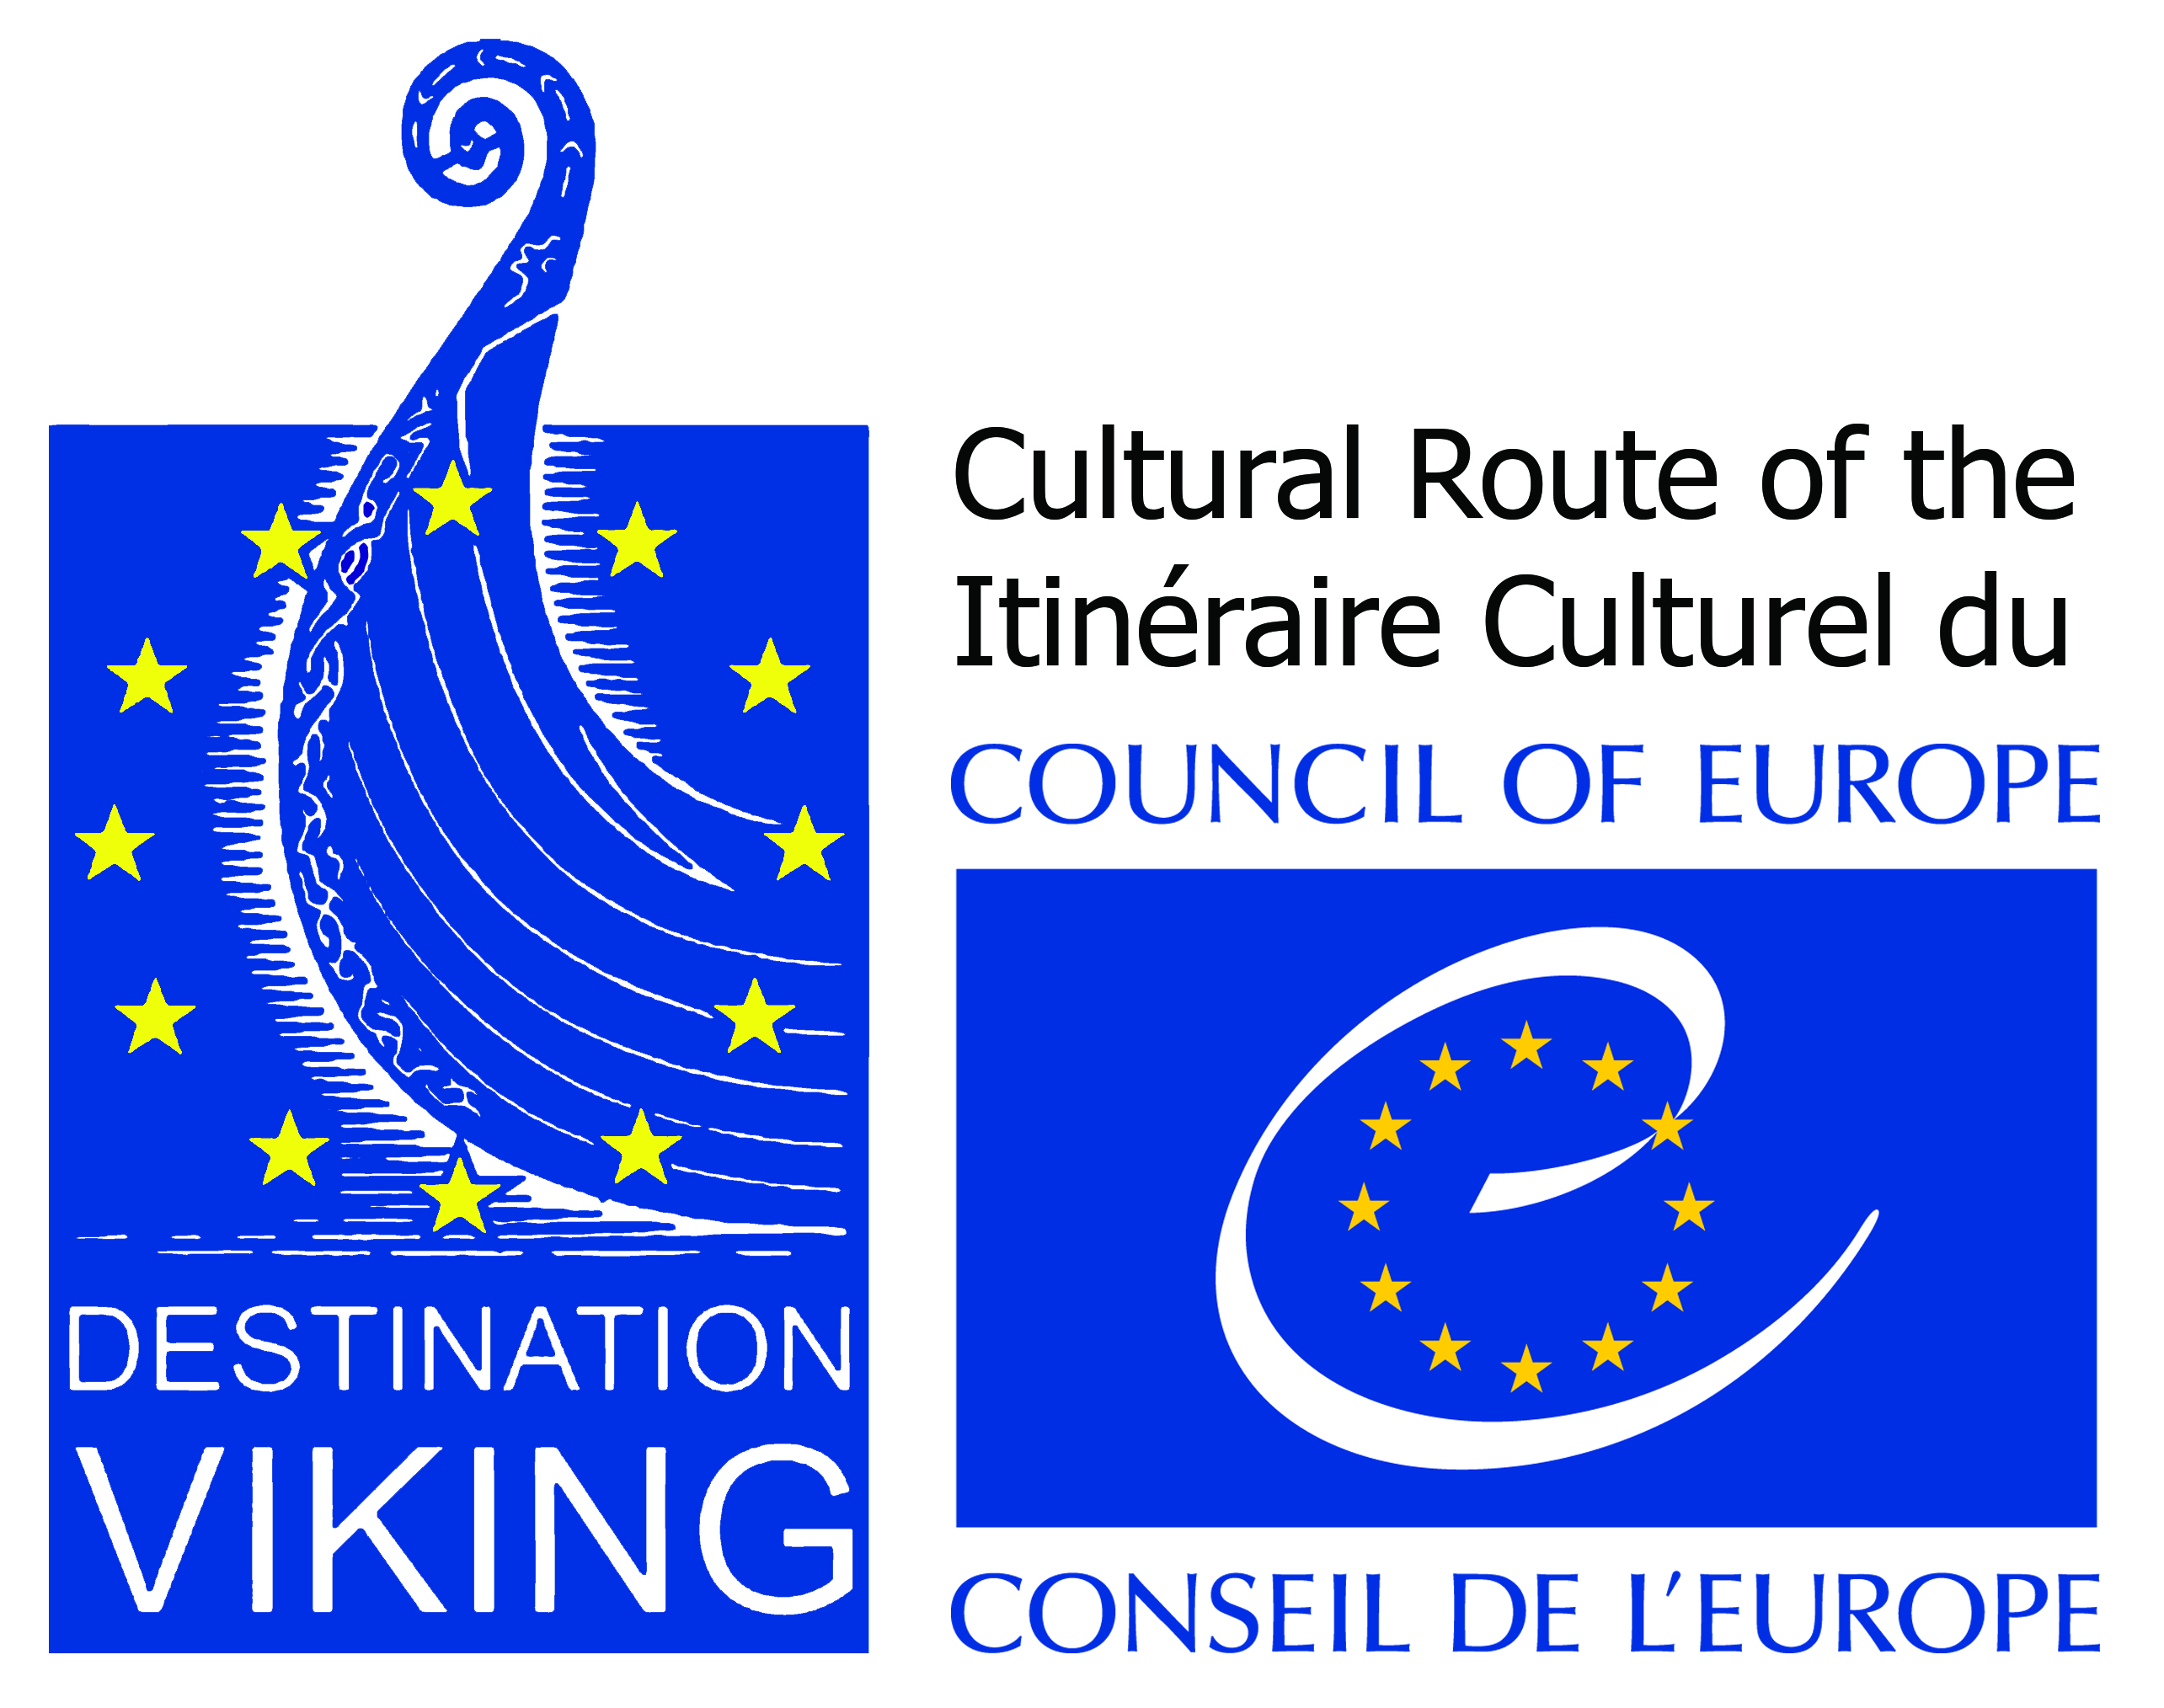 DESTINATION
VIKING
Cultural Route of the
Itinéraire Culturel du
COUNCIL OF EUROPE
CONSEIL DE L'EUROPE